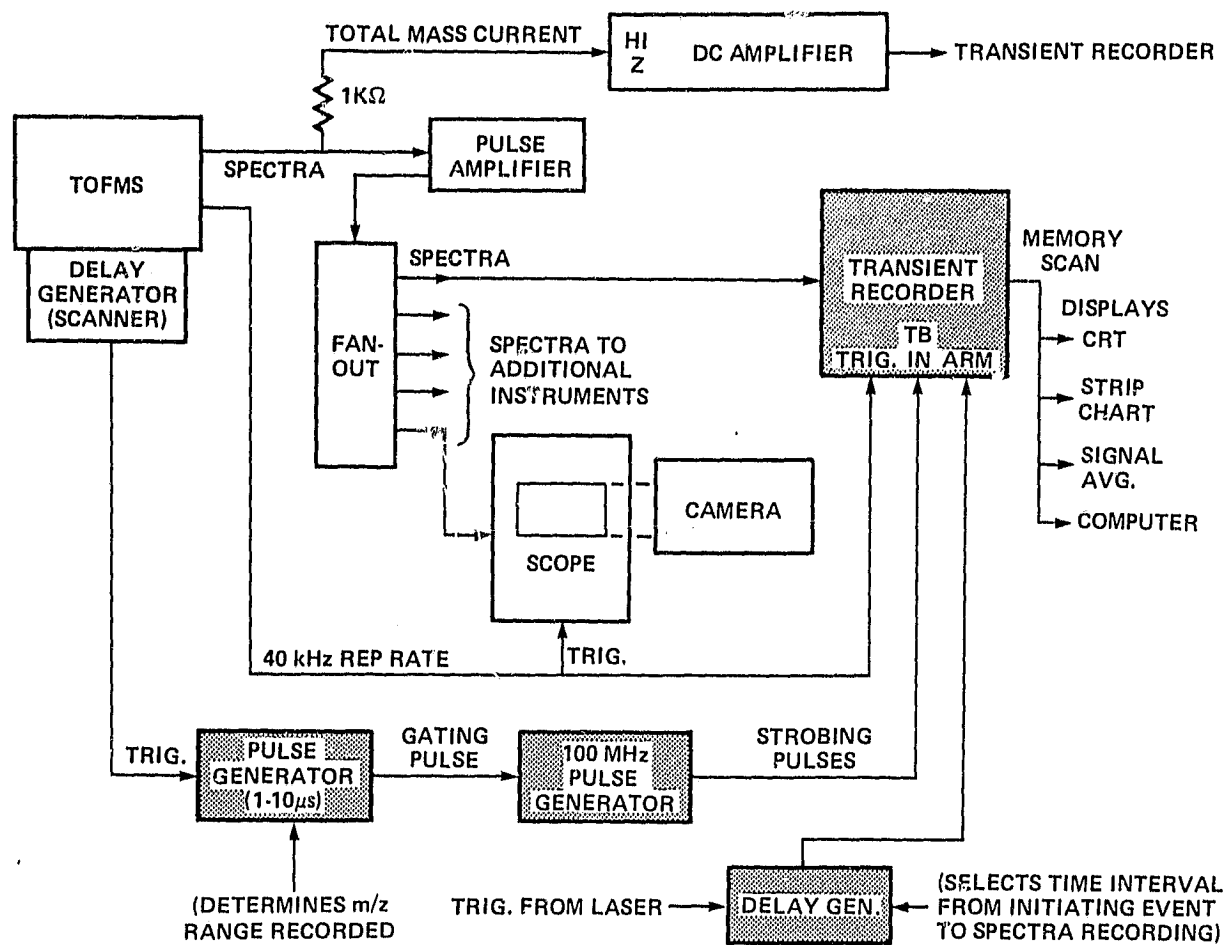 TOTAL MASS CURRENT
HI
Z
DC AMPLIFIER
TRANSIENT RECORDER
1KΩ
TOFMS
SPECTRA
PULSE
AMPLIFIER
DELAY
GENERATOR
(SCANNER)
FAN-
OUT
SPECTRA
SPECTRA TO
ADDITIONAL
INSTRUMENTS
TRANSIENT
RECORDER
TB
TRIG. IN ARM
MEMORY
SCAN
DISPLAYS
CRT
STRIP
CHART
SIGNAL
AVG.
COMPUTER
SCOPE
CAMERA
40 kHz REP RATE
TRIG.
TRIG.
PULSE
GENERATOR
(1-10μs)
GATING
PULSE
100 MHz
PULSE
GENERATOR
STROBING
PULSES
(DETERMINES m/z
RANGE RECORDED
TRIG. FROM LASER
DELAY GEN.
(SELECTS TIME INTERVAL
FROM INITIATING EVENT
TO SPECTRA RECORDING)